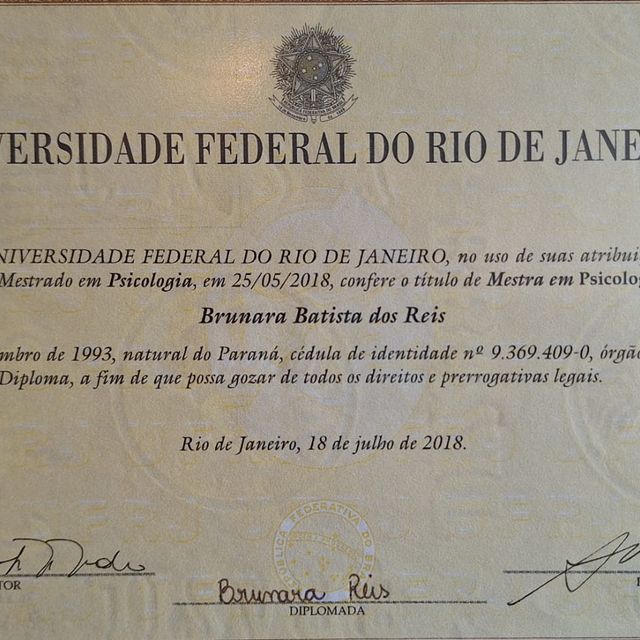 VERSIDADE FEDERAL DO RIO DE JANE
NIVERSIDADE FEDERAL DO RIO DE JANEIRO, no uso de suas atribui
Mestrado em Psicologia, em 25/05/2018, confere o título de Mestra em Psicolog
Brunara Batista dos Reis
mbro de 1993, natural do Paraná, cédula de identidade nº 9.369.409-0, órgão
Diploma, a fim de que possa gozar de todos os direitos e prerrogativas legais.
Rio de Janeiro, 18 de julho de 2018.
TOR
Brunara Reis
DIPLOMADA